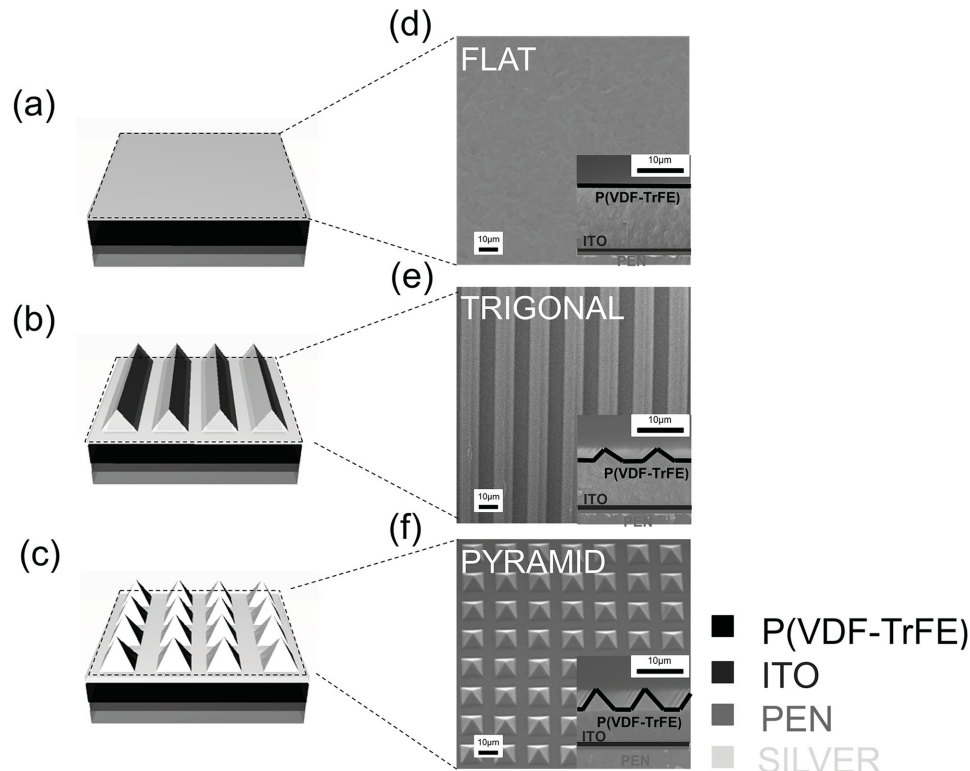 (a)
(b)
(c)
(d)
FLAT
10µm
P(VDF-TrFE)
ITO
PEN
10µm
(e)
TRIGONAL
10µm
P(VDF-TrFE)
ITO
PEN
10µm
(f)
PYRAMID
10µm
P(VDF-TrFE)
ITO
PEN
10µm
P(VDF-TrFE)
ITO
PEN
SILVER